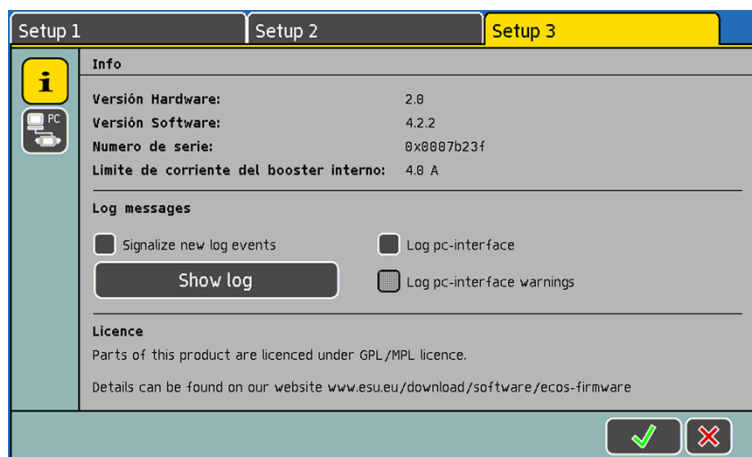 Setup 1
Setup 2
Setup 3
i
PC
Info
Versión Hardware: 2.0
Versión Software: 4.2.2
Numero de serie: 0x0007b23f
Limite de corriente del booster interno: 4.0 A
Log messages
Signalize new log events
Log pc-interface
Show log
Log pc-interface warnings
Licence
Parts of this product are licenced under GPL/MPL licence.
Details can be found on our website www.esu.eu/download/software/ecos-firmware